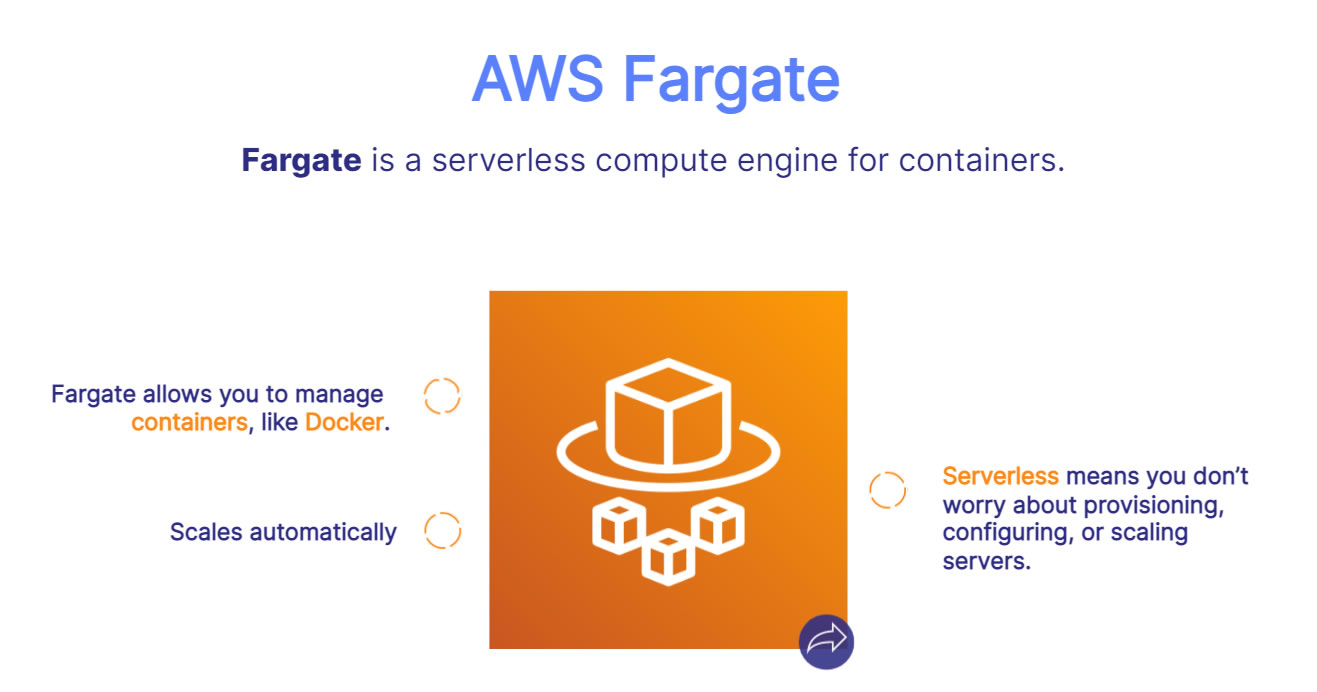 AWS Fargate
Fargate is a serverless compute engine for containers.
Fargate allows you to manage
containers, like Docker.
Scales automatically
Serverless means you don’t
worry about provisioning,
configuring, or scaling
servers.